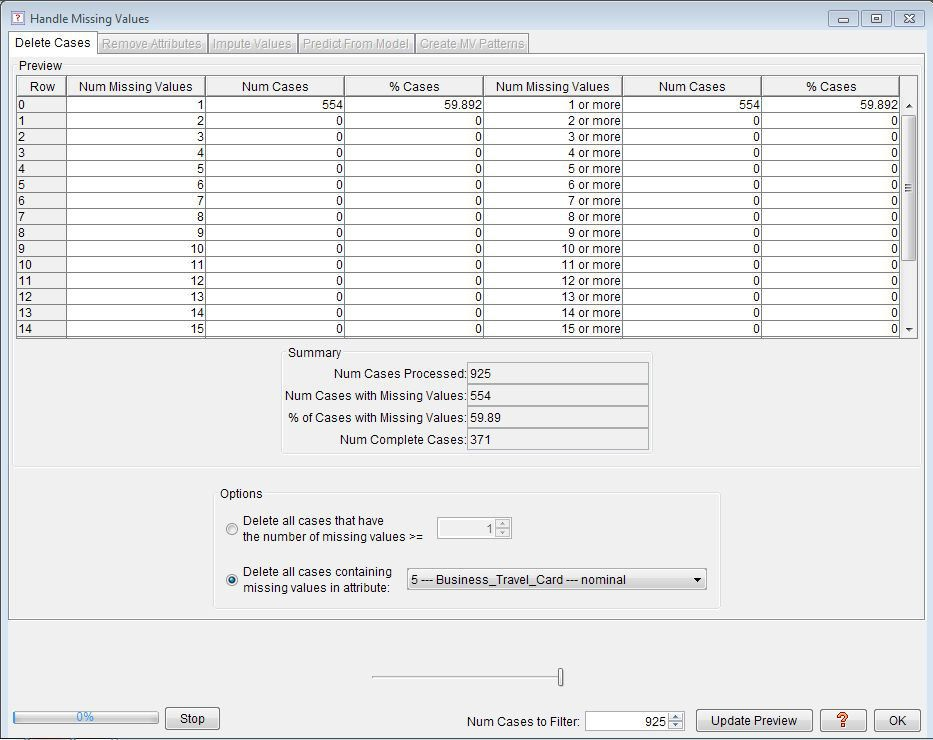 Handle Missing Values
Delete Cases Remove Attributes Impute Values Predict From Model Create MV Patterns
Preview
Row Num Missing Values Num Cases % Cases Num Missing Values Num Cases % Cases
0 1 554 59.892 1 or more 554 59.892
1 2 0 0 2 or more 0 0
2 3 0 0 3 or more 0 0
3 4 0 0 4 or more 0 0
4 5 0 0 5 or more 0 0
5 6 0 0 6 or more 0 0
6 7 0 0 7 or more 0 0
7 8 0 0 8 or more 0 0
8 9 0 0 9 or more 0 0
9 10 0 0 10 or more 0 0
10 11 0 0 11 or more 0 0
11 12 0 0 12 or more 0 0
12 13 0 0 13 or more 0 0
13 14 0 0 14 or more 0 0
14 15 0 0 15 or more 0 0
Summary
Num Cases Processed: 925
Num Cases with Missing Values: 554
% of Cases with Missing Values: 59.89
Num Complete Cases: 371
Options
Delete all cases that have
the number of missing values >= 1
Delete all cases containing
missing values in attribute: 5 --- Business_Travel_Card --- nominal
0% Stop Num Cases to Filter: 925 Update Preview ? OK